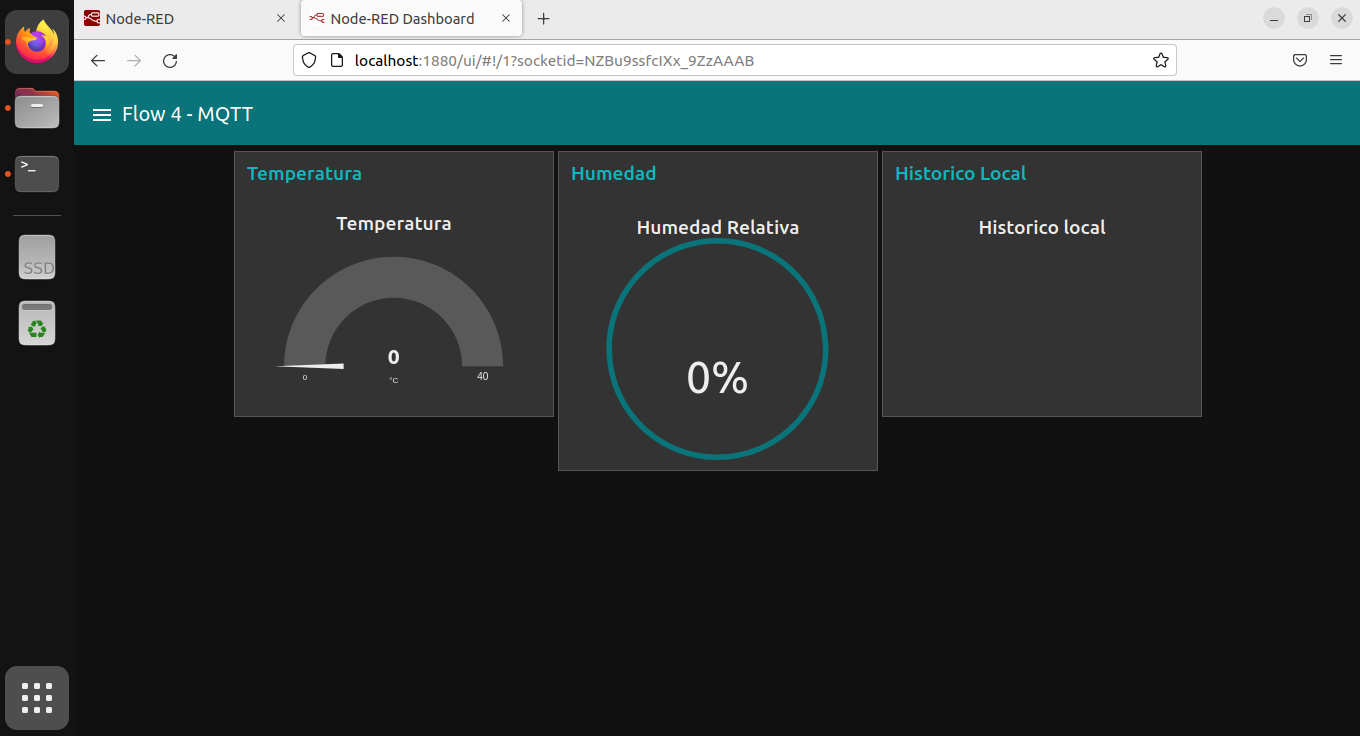 Node-RED
Node-RED Dashboard
localhost:1880/ui/#!/1?socketid=NZBu9ssfcIXx_9ZzAAAB
Flow 4 - MQTT
Temperatura
Temperatura
0
°C
0
40
Humedad
Humedad Relativa
0%
Historico Local
Historico local
>_
SSD